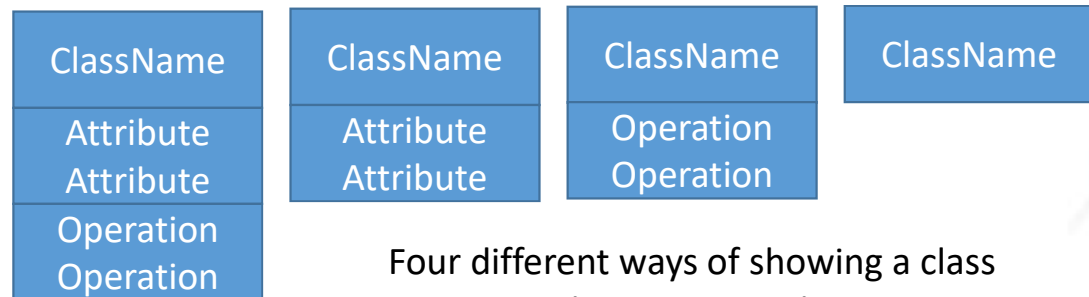 ClassName
Attribute
Attribute
Operation
Operation
ClassName
Attribute
Attribute
ClassName
Operation
Operation
ClassName
Four different ways of showing a class